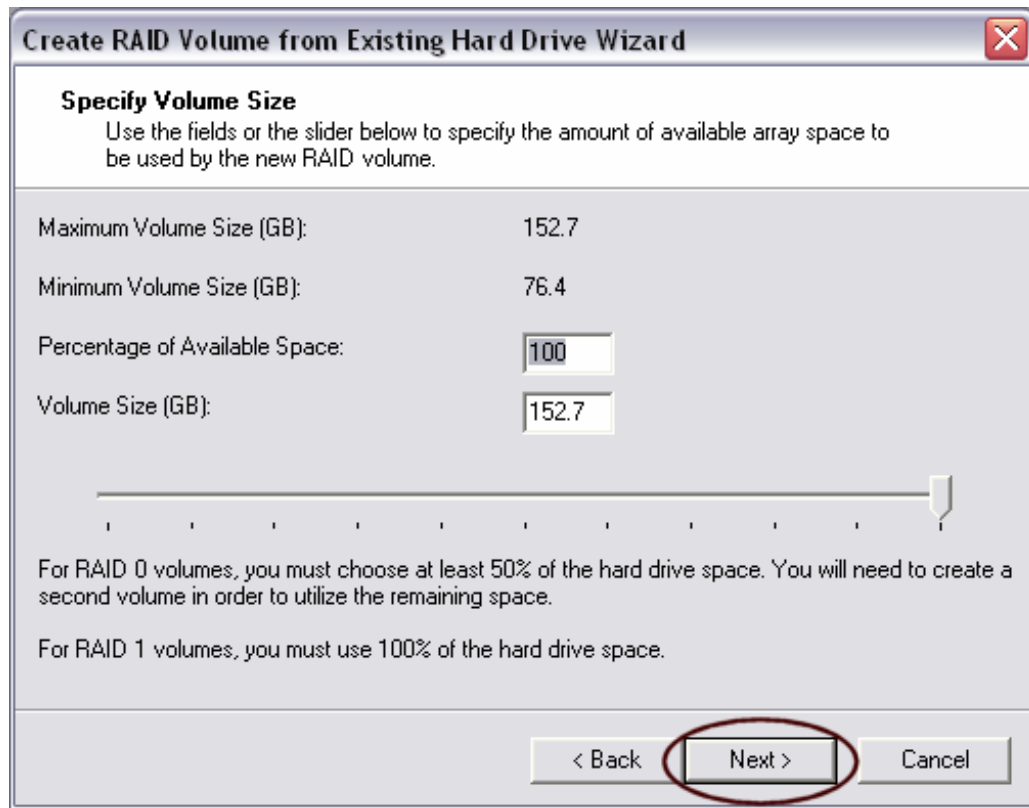 Create RAID Volume from Existing Hard Drive Wizard
Specify Volume Size
Use the fields or the slider below to specify the amount of available array space to
be used by the new RAID volume.
Maximum Volume Size (GB): 152.7
Minimum Volume Size (GB): 76.4
Percentage of Available Space: 100
Volume Size (GB): 152.7
For RAID 0 volumes, you must choose at least 50% of the hard drive space. You will need to create a
second volume in order to utilize the remaining space.
For RAID 1 volumes, you must use 100% of the hard drive space.
< Back Next > Cancel